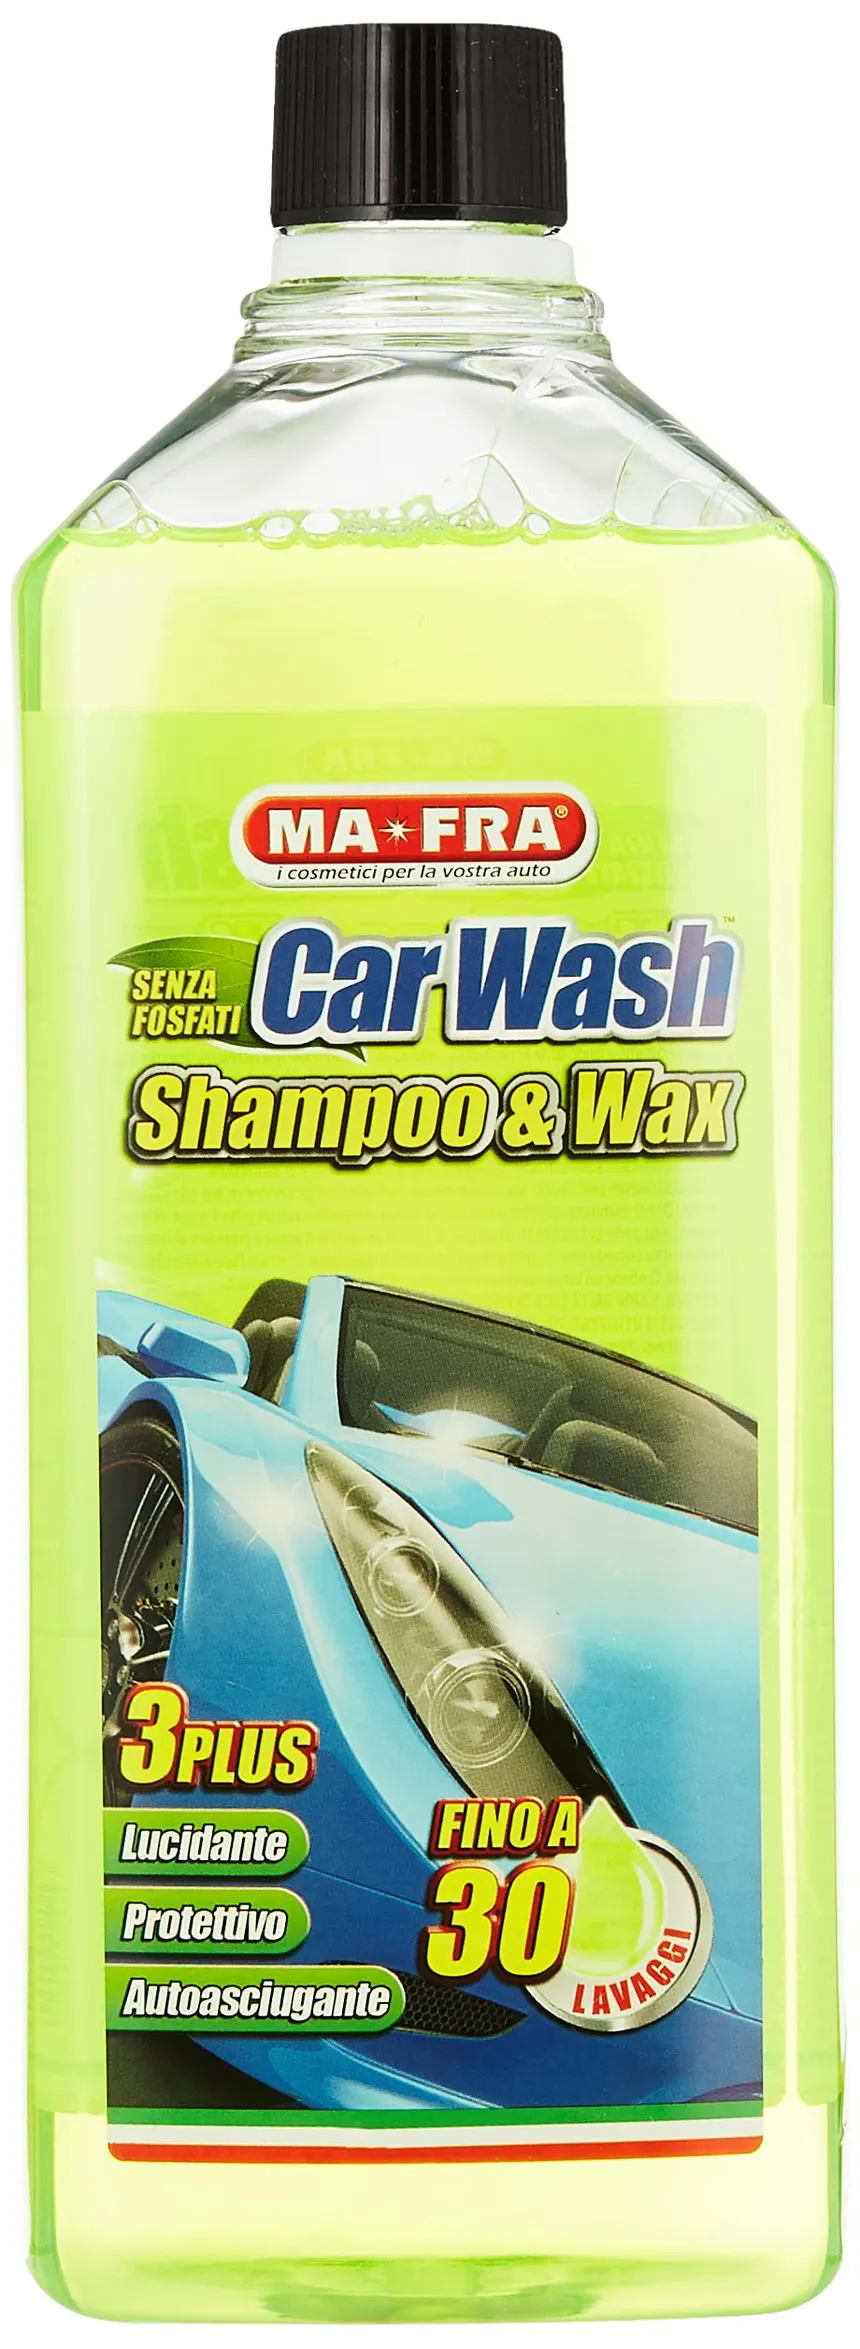 MA★FRA®
i cosmetici per la vostra auto
SENZA
FOSFATI
Car Wash™
Shampoo & Wax
3PLUS
Lucidante
Protettivo
Autoasciugante
FINO A
30
LAVAGGI